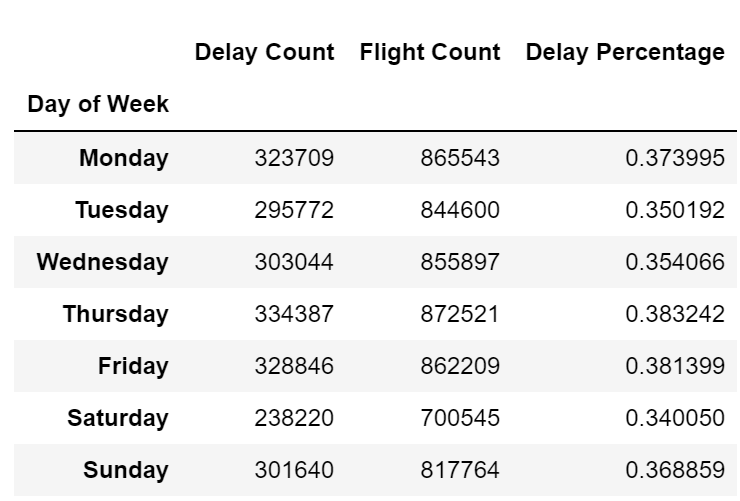 Delay Count Flight Count Delay Percentage
Day of Week
Monday 323709 865543 0.373995
Tuesday 295772 844600 0.350192
Wednesday 303044 855897 0.354066
Thursday 334387 872521 0.383242
Friday 328846 862209 0.381399
Saturday 238220 700545 0.340050
Sunday 301640 817764 0.368859